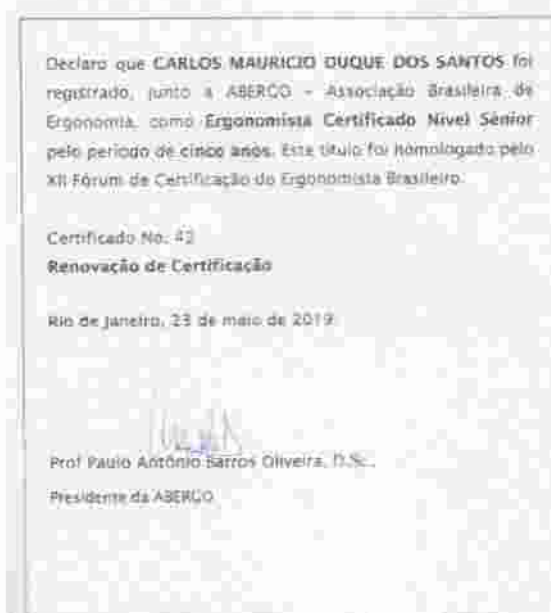 Declaro que CARLOS MAURICIO DUQUE DOS SANTOS foi
registrado, junto a ABERGO - Associação Brasileira de
Ergonomia, como Ergonomista Certificado Nivel Sênior
pelo período de cinco anos. Este título foi homologado pelo
XII Fórum de Certificação do Ergonomista Brasileiro.
Certificado No. 42
Renovação de Certificação
Rio de Janeiro, 23 de maio de 2019
Prof Paulo Antônio Barros Oliveira, D.Sc.,
Presidente da ABERGO